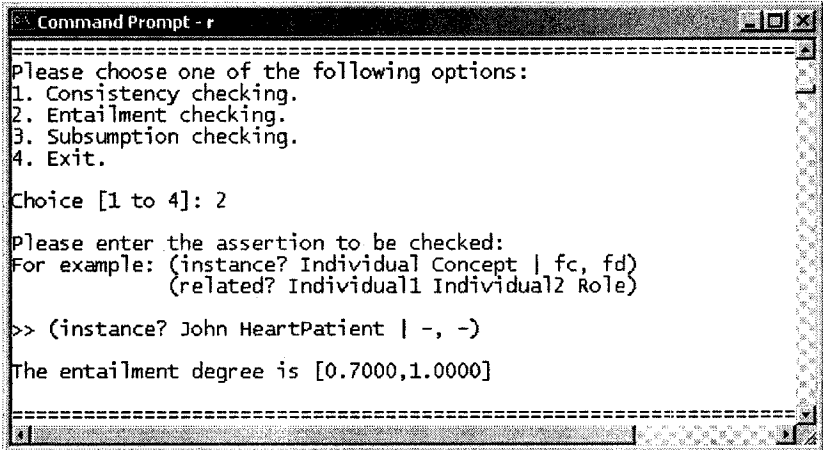 Command Prompt - r
==================================================================
Please choose one of the following options:
1. Consistency checking.
2. Entailment checking.
3. Subsumption checking.
4. Exit.
Choice [1 to 4]: 2
Please enter the assertion to be checked:
For example: (instance? Individual Concept | fc, fd)
(related? Individual1 Individual2 Role)
>> (instance? John HeartPatient | -, -)
The entailment degree is [0.7000,1.0000]
==================================================================